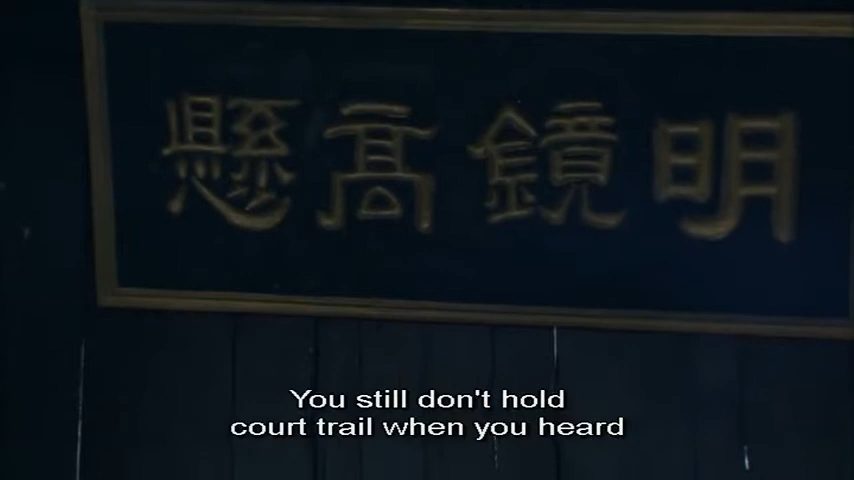 明鏡高懸
You still don't hold
court trail when you heard